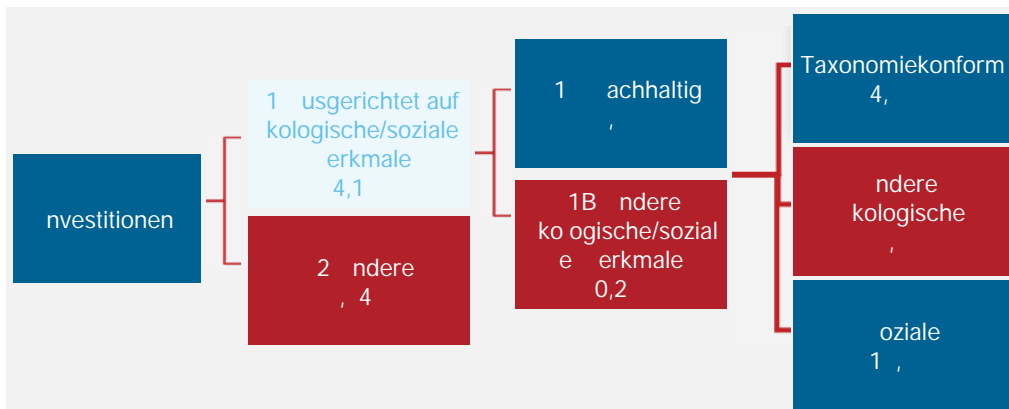 nvestitionen
1 usgerichtet auf
kologische/soziale
erkmale
4,1
2 ndere
, 4
1 achhaltig
,
1B ndere
ko ogische/sozial
e erkmale
0,2
Taxonomiekonform
4,
ndere
kologische
,
oziale
1 ,